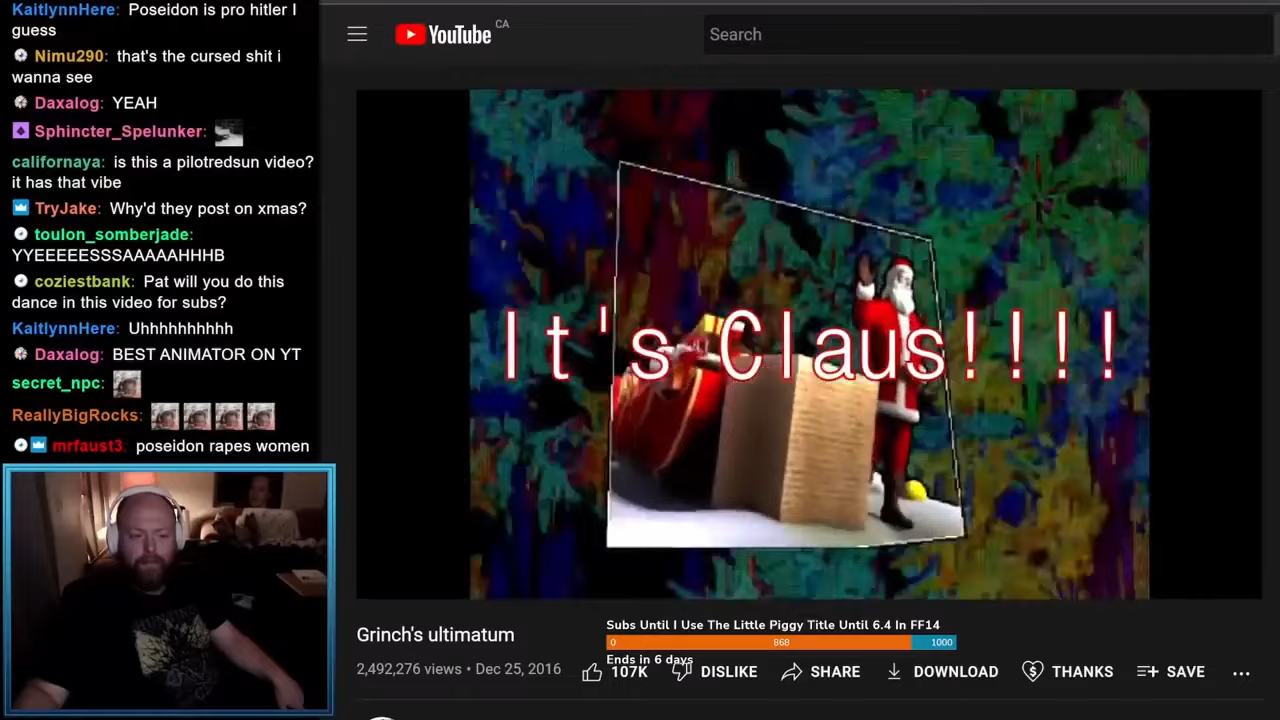 KaitlynnHere: Poseidon is pro hitler I
guess
Nimu290: that's the cursed shit i
wanna see
Daxalog: YEAH
Sphincter_Spelunker:
californaya: is this a pilotredsun video?
it has that vibe
TryJake: Why'd they post on xmas?
toulon_somberjade:
YYEEEEESSSAAAAAHHHB
coziestbank: Pat will you do this
dance in this video for subs?
KaitlynnHere: Uhhhhhhhhhh
Daxalog: BEST ANIMATOR ON YT
secret_npc:
ReallyBigRocks:
mrfaust3: poseidon rapes women
YouTube CA
Search
It's Claus!!!!
Grinch's ultimatum
2,492,276 views • Dec 25, 2016
Subs Until I Use The Little Piggy Title Until 6.4 In FF14
0 868 1000
Ends in 6 days
107K DISLIKE SHARE DOWNLOAD THANKS SAVE